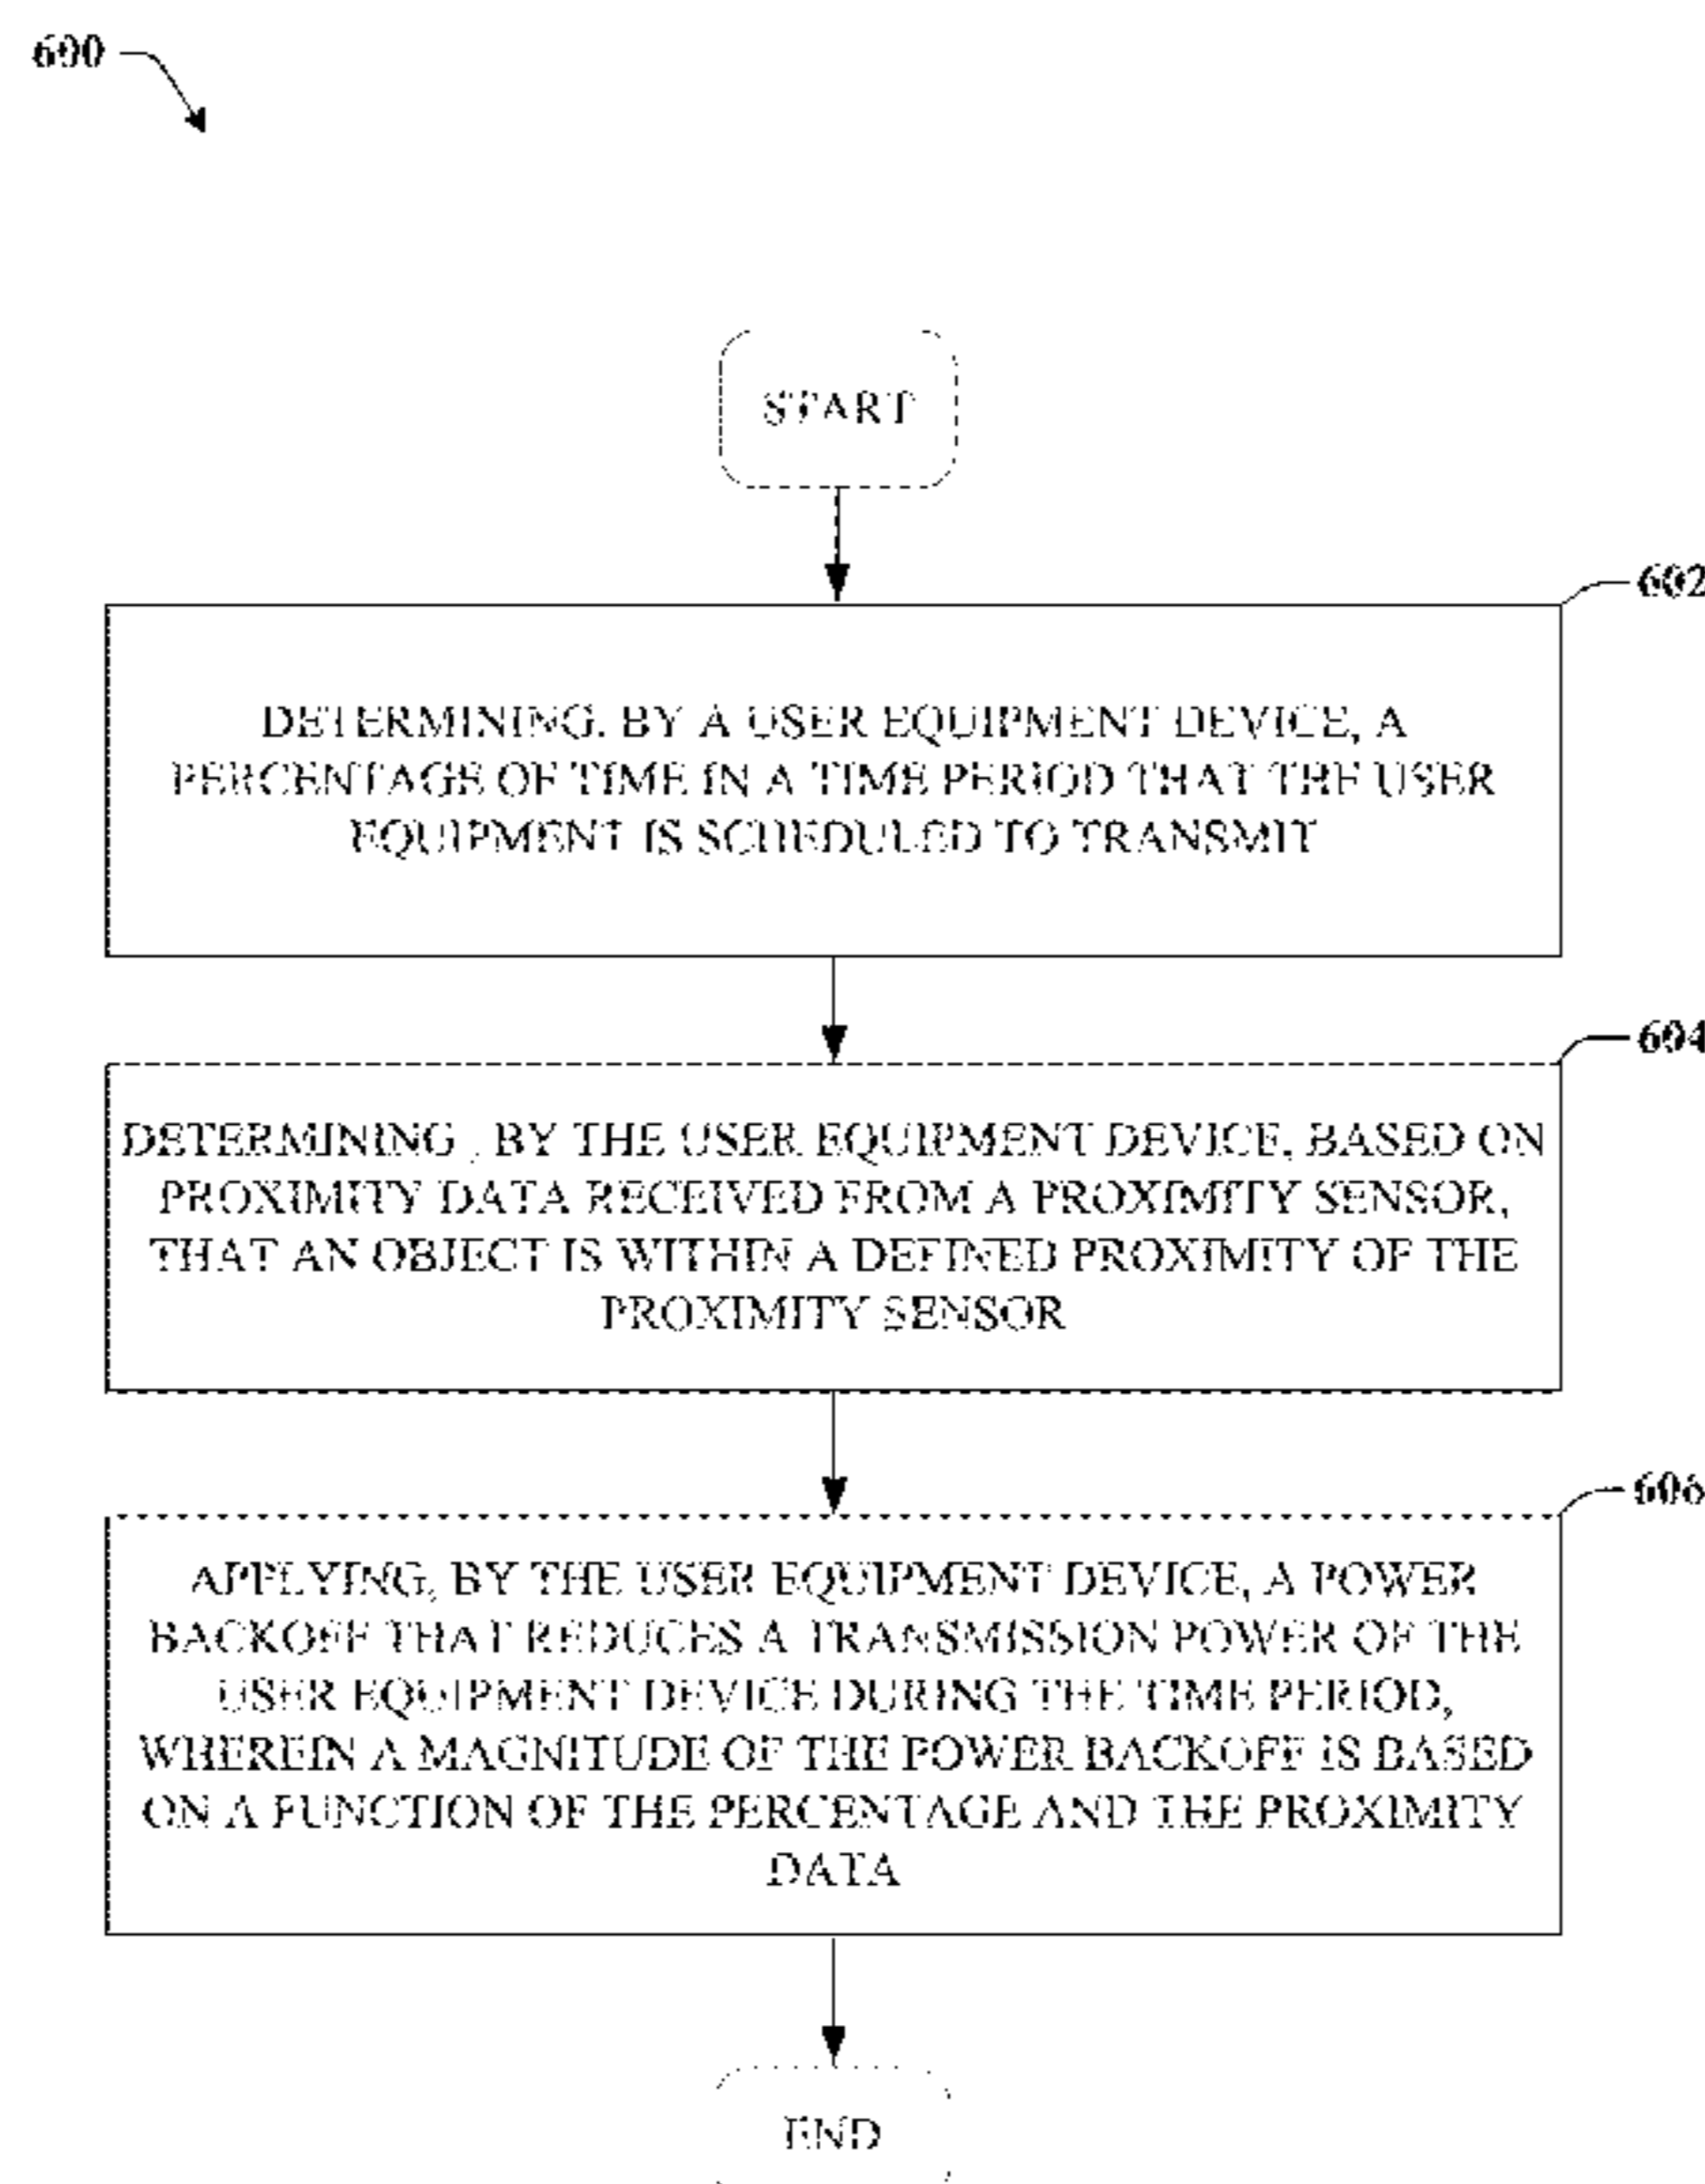 600
START
602
DETERMINING, BY A USER EQUIPMENT DEVICE, A
PERCENTAGE OF TIME IN A TIME PERIOD THAT THE USER
EQUIPMENT IS SCHEDULED TO TRANSMIT
604
DETERMINING , BY THE USER EQUIPMENT DEVICE, BASED ON
PROXIMITY DATA RECEIVED FROM A PROXIMITY SENSOR,
THAT AN OBJECT IS WITHIN A DEFINED PROXIMITY OF THE
PROXIMITY SENSOR
606
APPLYING, BY THE USER EQUIPMENT DEVICE, A POWER
BACKOFF THAT REDUCES A TRANSMISSION POWER OF THE
USER EQUIPMENT DEVICE DURING THE TIME PERIOD,
WHEREIN A MAGNITUDE OF THE POWER BACKOFF IS BASED
ON A FUNCTION OF THE PERCENTAGE AND THE PROXIMITY
DATA
END